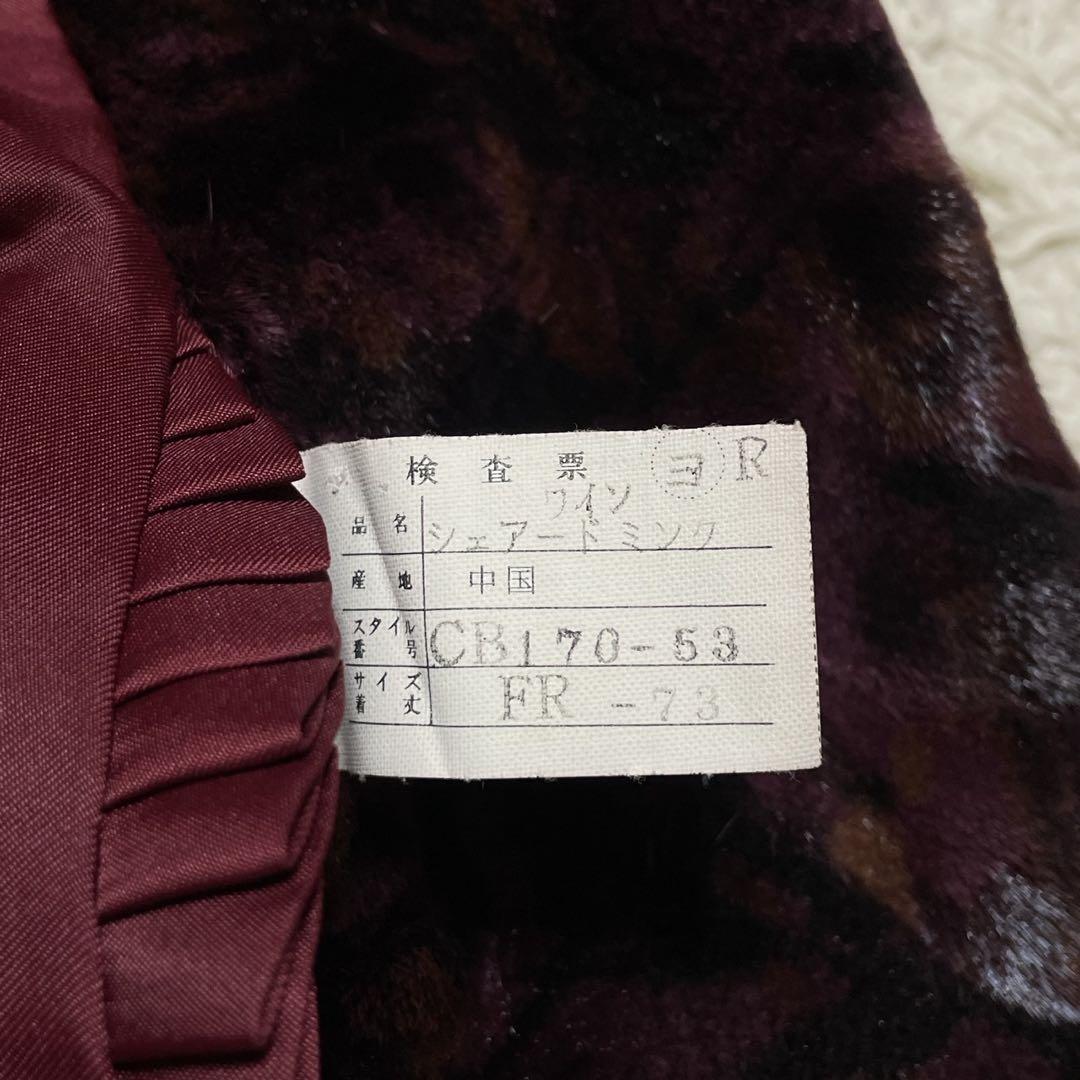 検査票 ヨ R
ワイン
品名 シェアードミンク
産地 中国
スタイル番号 CB170-53
サイズ着丈 FR-73